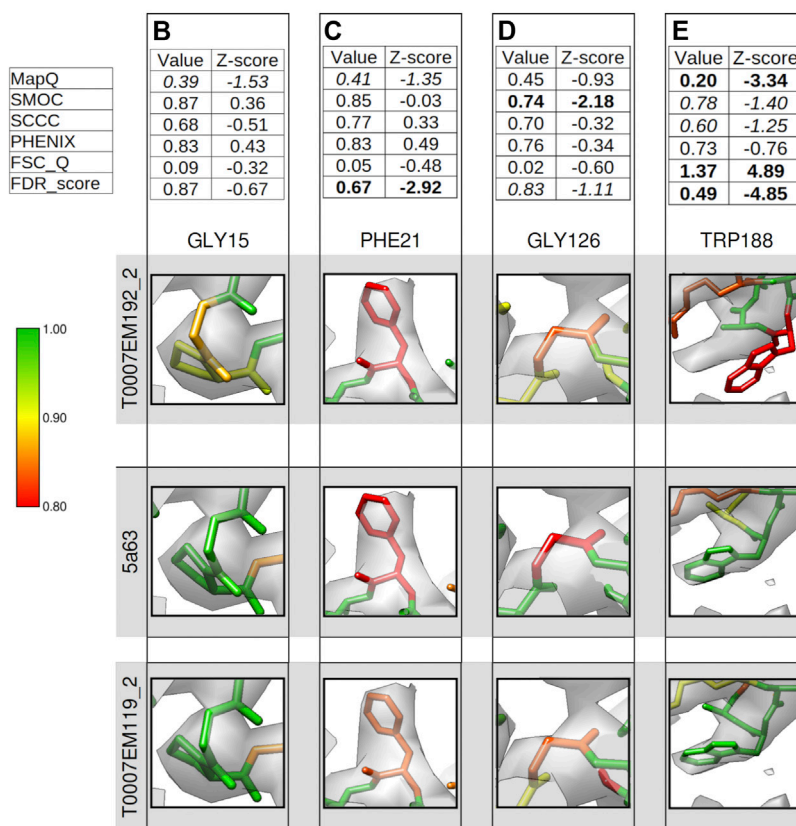 B C D E
Value Z-score Value Z-score Value Z-score Value Z-score
MapQ 0.39 -1.53 0.41 -1.35 0.45 -0.93 0.20 -3.34
SMOC 0.87 0.36 0.85 -0.03 0.74 -2.18 0.78 -1.40
SCCC 0.68 -0.51 0.77 0.33 0.70 -0.32 0.60 -1.25
PHENIX 0.83 0.43 0.83 0.49 0.76 -0.34 0.73 -0.76
FSC_Q 0.09 -0.32 0.05 -0.48 0.02 -0.60 1.37 4.89
FDR_score 0.87 -0.67 0.67 -2.92 0.83 -1.11 0.49 -4.85
GLY15 PHE21 GLY126 TRP188
T0007EM192_2
1.00
0.90
0.80
5a63
T0007EM119_2